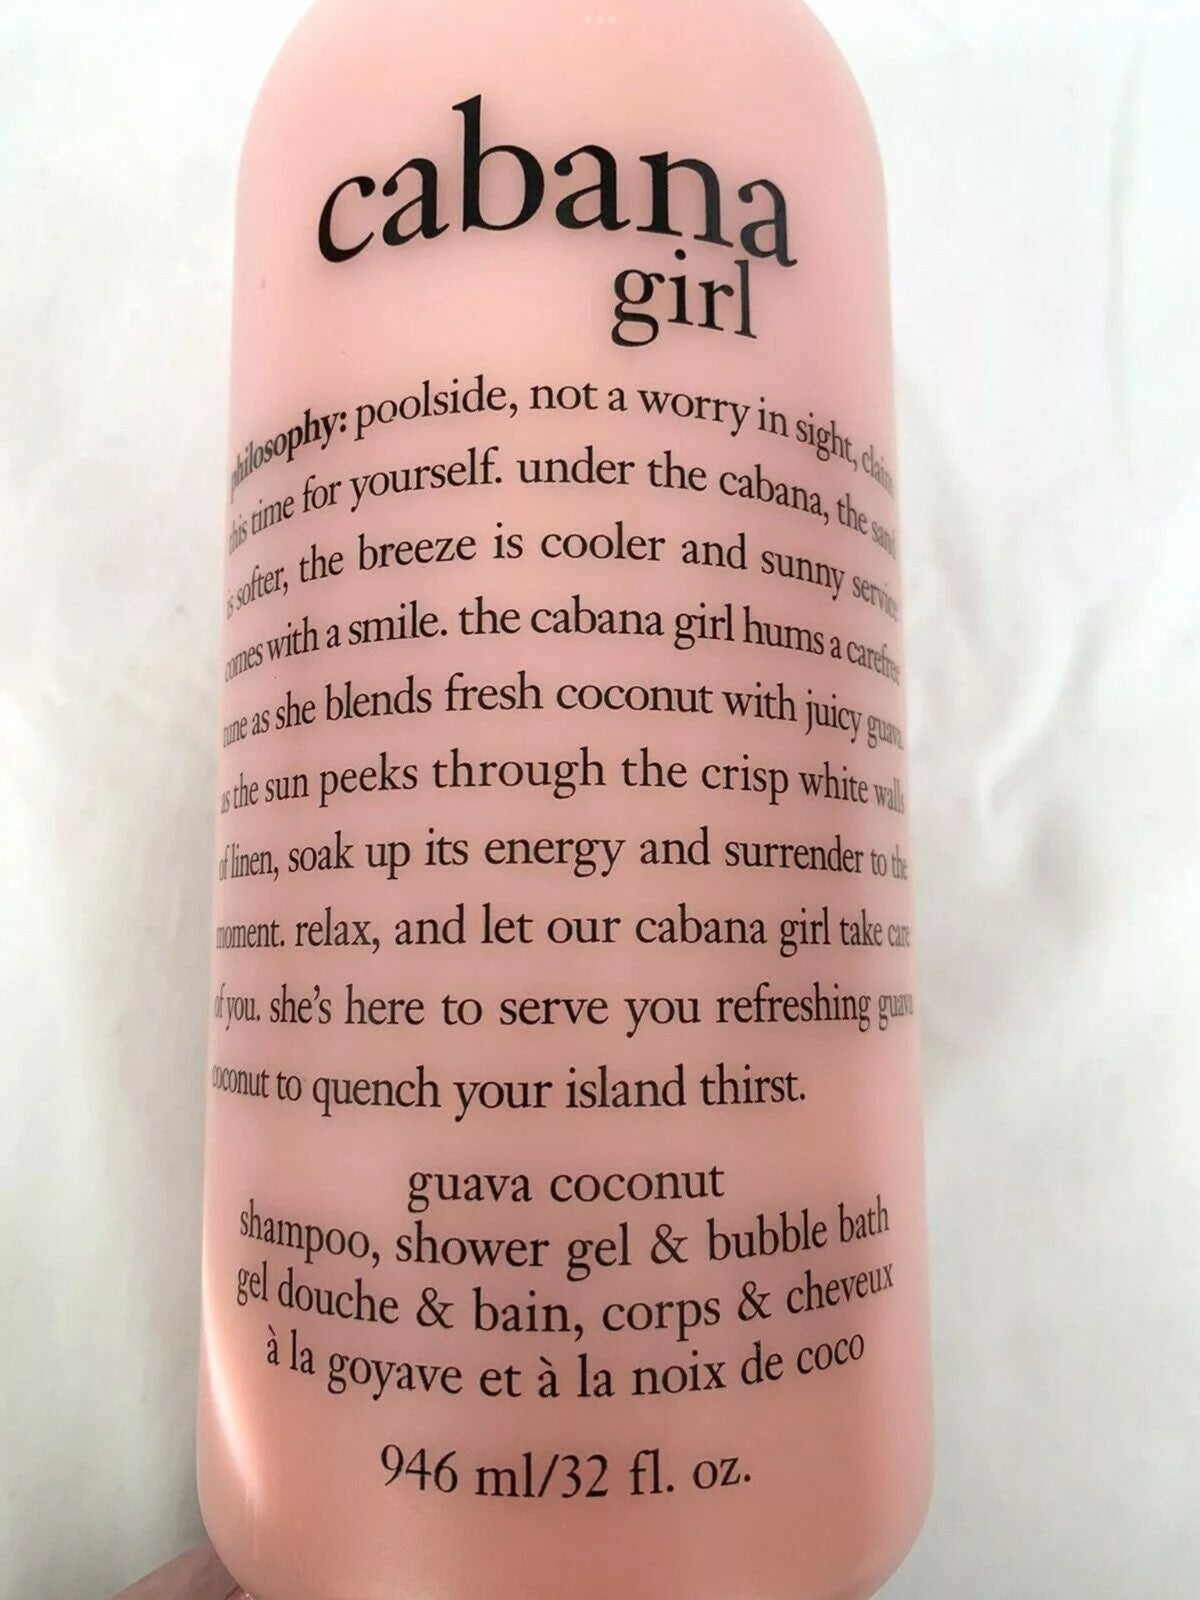 cabana
girl
philosophy: poolside, not a worry in sight, claim
this time for yourself. under the cabana, the sand
is softer, the breeze is cooler and sunny service
comes with a smile. the cabana girl hums a carefree
tune as she blends fresh coconut with juicy guava.
as the sun peeks through the crisp white walls
of linen, soak up its energy and surrender to the
moment. relax, and let our cabana girl take care
of you. she's here to serve you refreshing guava
coconut to quench your island thirst.
guava coconut
shampoo, shower gel & bubble bath
gel douche & bain, corps & cheveux
à la goyave et à la noix de coco
946 ml/32 fl. oz.